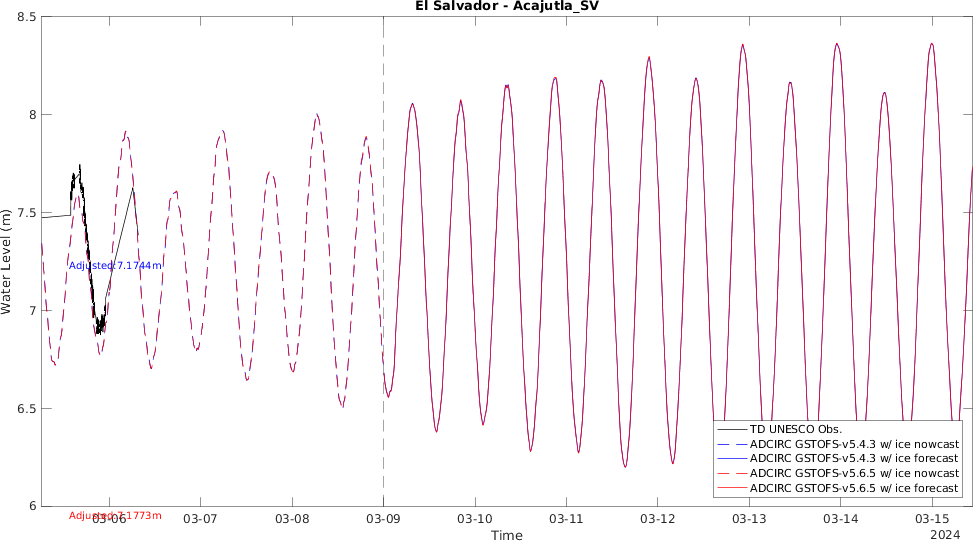 El Salvador - Acajutla_SV
8.5
8
7.5
7
6.5
6
Water Level (m)
Adjusted:7.1744m
Adjusted:7.1773m
TD UNESCO Obs.
ADCIRC GSTOFS-v5.4.3 w/ ice nowcast
ADCIRC GSTOFS-v5.4.3 w/ ice forecast
ADCIRC GSTOFS-v5.6.5 w/ ice nowcast
ADCIRC GSTOFS-v5.6.5 w/ ice forecast
03-06 03-07 03-08 03-09 03-10 03-11 03-12 03-13 03-14 03-15
Time
2024